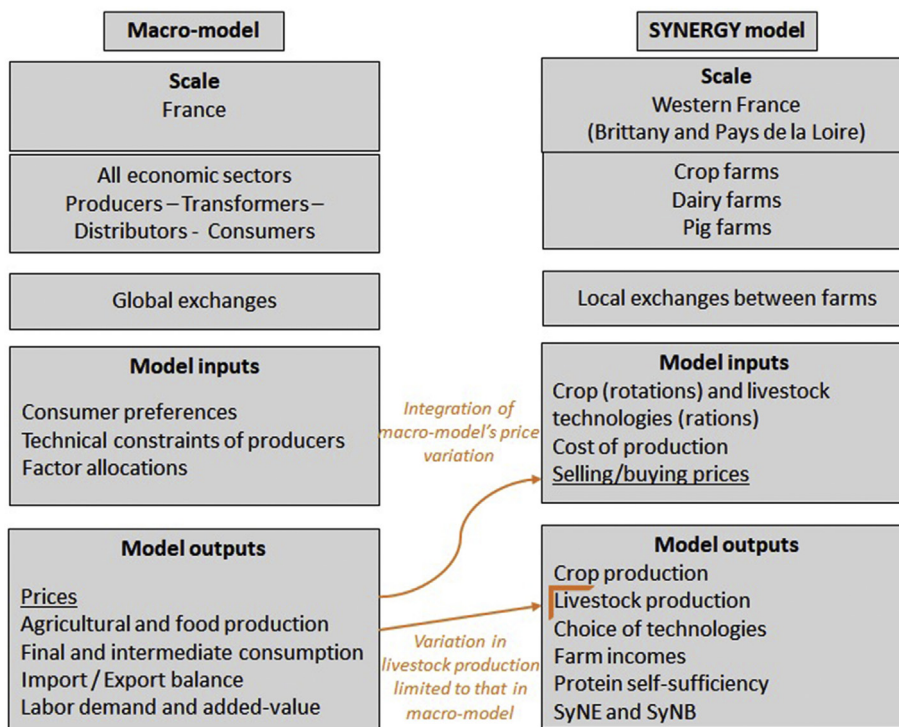 Macro-model
Scale
France
All economic sectors
Producers – Transformers –
Distributors - Consumers
Global exchanges
Model inputs
Consumer preferences
Technical constraints of producers
Factor allocations
Model outputs
Prices
Agricultural and food production
Final and intermediate consumption
Import / Export balance
Labor demand and added-value
Integration of
macro-model's price
variation
Variation in
livestock production
limited to that in
macro-model
SYNERGY model
Scale
Western France
(Brittany and Pays de la Loire)
Crop farms
Dairy farms
Pig farms
Local exchanges between farms
Model inputs
Crop (rotations) and livestock
technologies (rations)
Cost of production
Selling/buying prices
Model outputs
Crop production
Livestock production
Choice of technologies
Farm incomes
Protein self-sufficiency
SyNE and SyNB